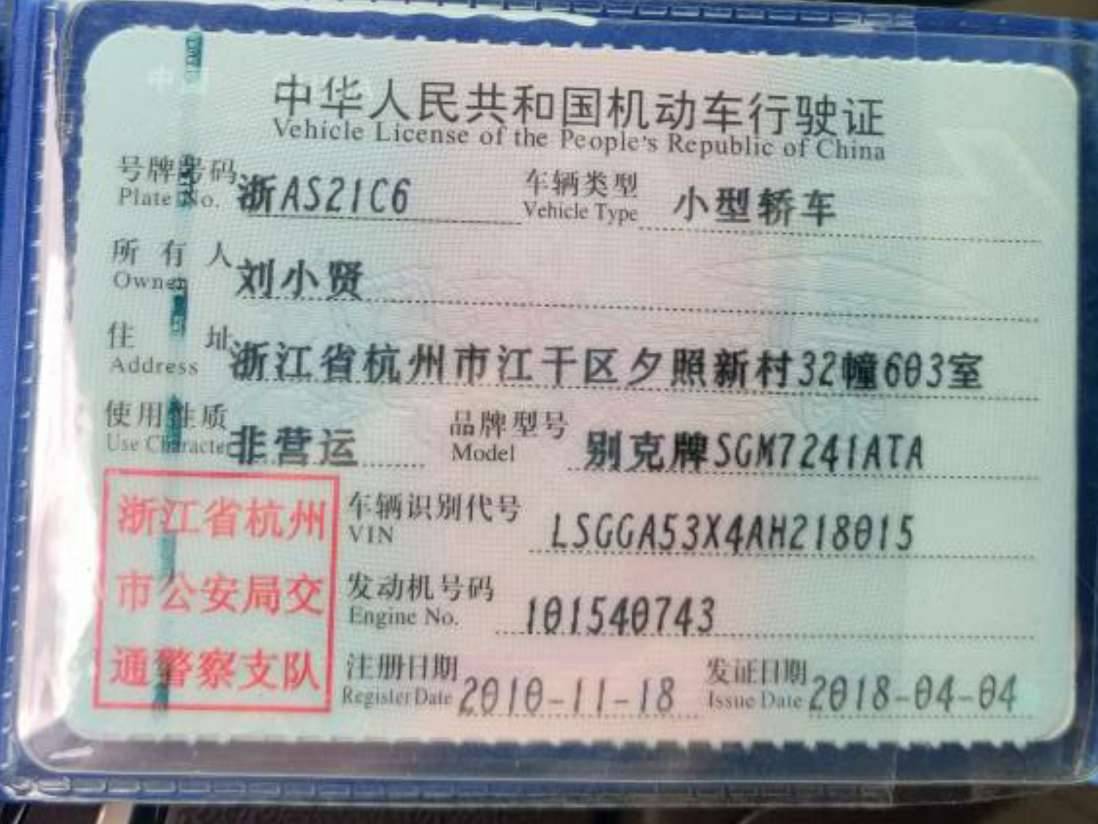 中华人民共和国机动车行驶证
Vehicle License of the People's Republic of China
号牌号码 浙AS21C6 车辆类型 小型轿车
Plate No. Vehicle Type
所有人 刘小贤
Owner
住址 浙江省杭州市江干区夕照新村32幢603室
Address
使用性质 非营运 品牌型号 别克牌SGM7241ATA
Use Character Model
浙江省杭州
市公安局交
通警察支队
车辆识别代号 LSGGA53X4AH218015
VIN
发动机号码 101540743
Engine No.
注册日期 2010-11-18 发证日期 2018-04-04
Register Date Issue Date